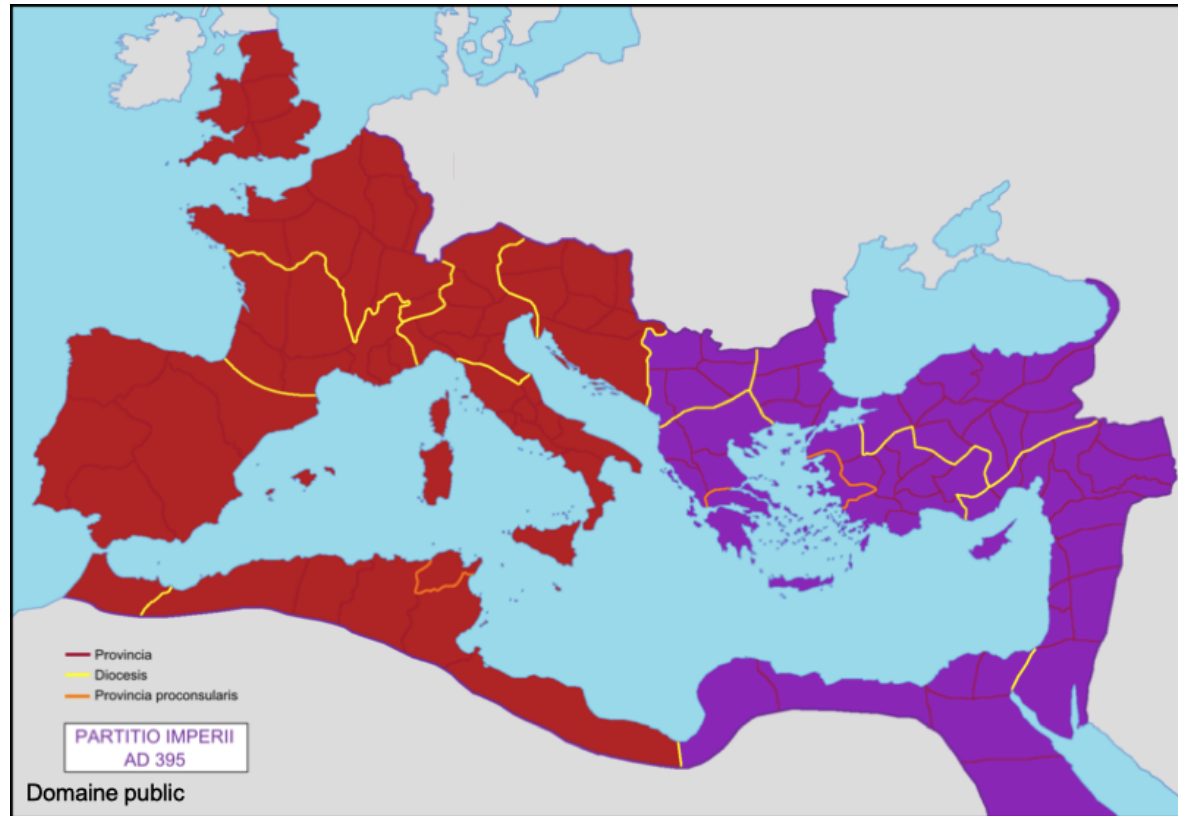 Provincia
Diocesis
Provincia proconsularis
PARTITIO IMPERII
AD 395
Domaine public